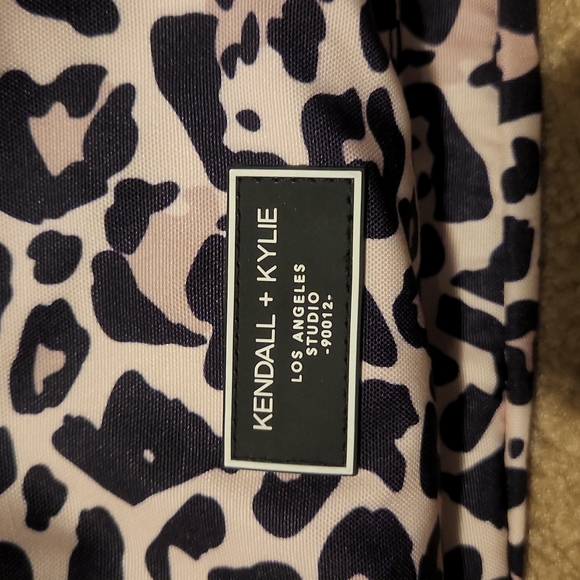 KENDALL + KYLIE
LOS ANGELES
STUDIO
-90012-